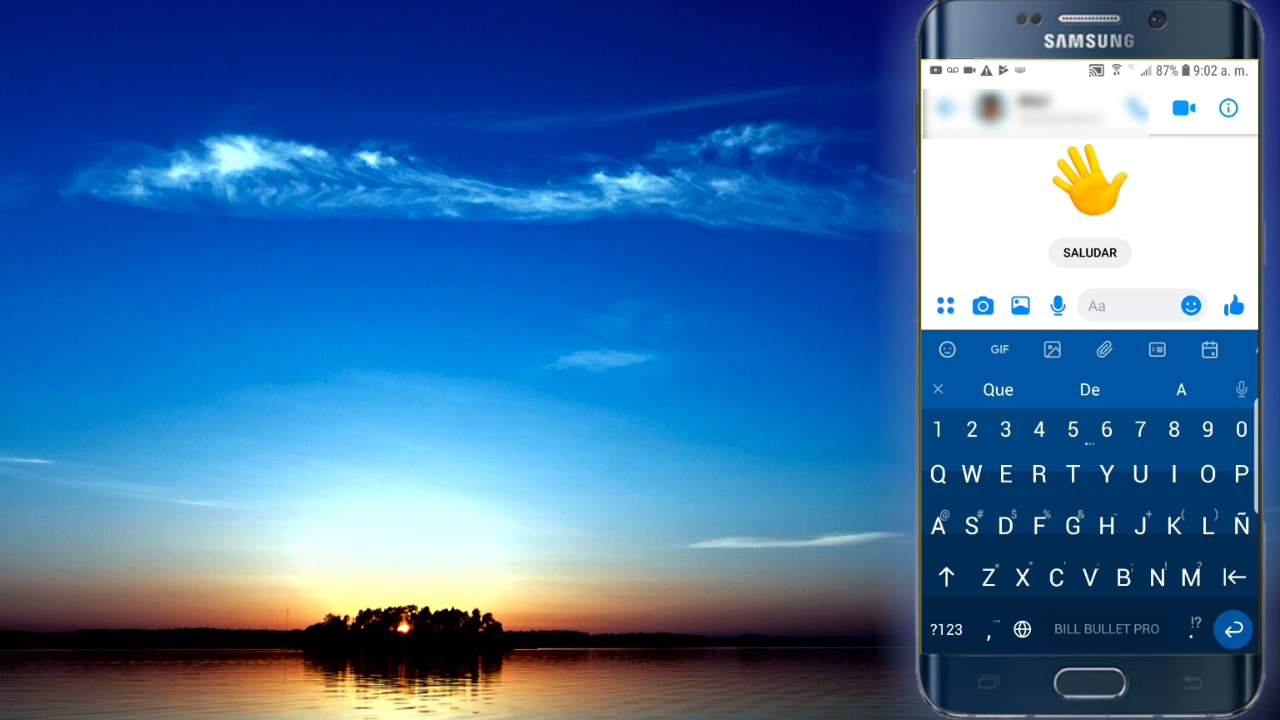 SAMSUNG
87% 9:02 a. m.
SALUDAR
Aa
GIF
Que De A
1 2 3 4 5 6 7 8 9 0
Q W E R T Y U I O P
@ # $ % & - + ( )
A S D F G H J K L Ñ
* " ' : ; ! ?
Z X C V B N M
?123 , BILL BULLET PRO !? .